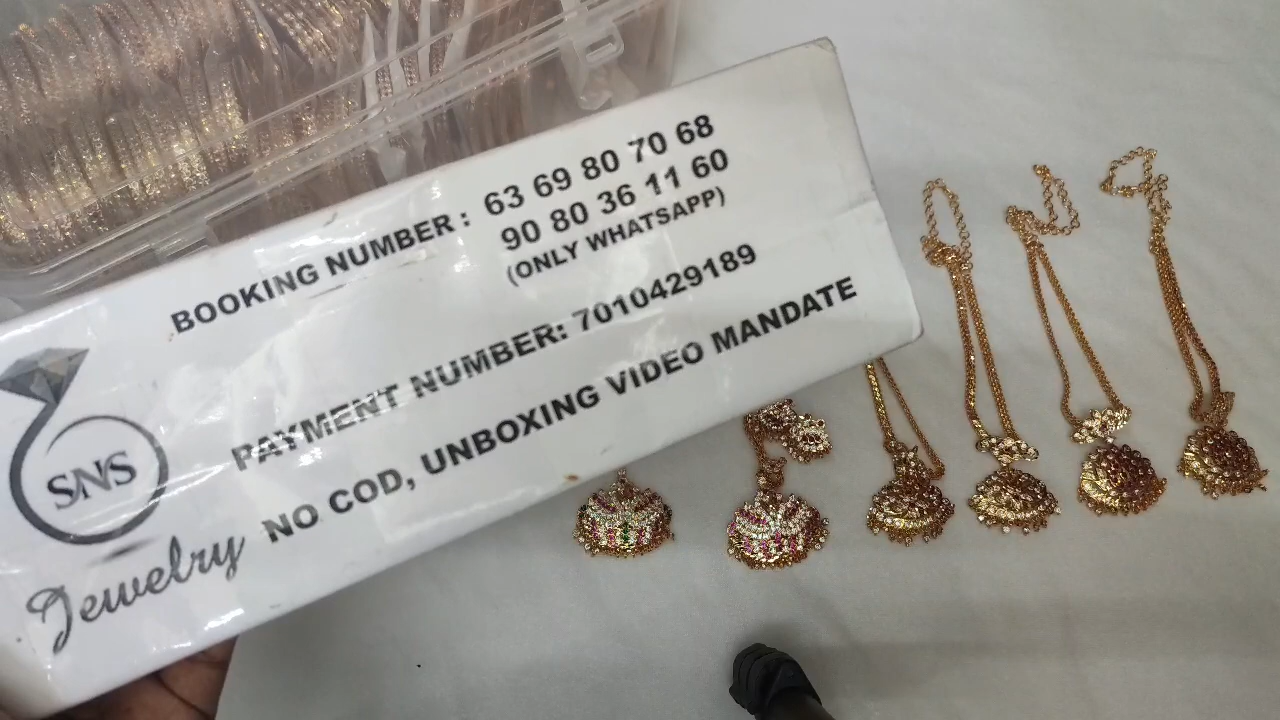 BOOKING NUMBER : 63 69 80 70 68
90 80 36 11 60
(ONLY WHATSAPP)
PAYMENT NUMBER: 7010429189
NO COD, UNBOXING VIDEO MANDATE
SNS
Jewelry